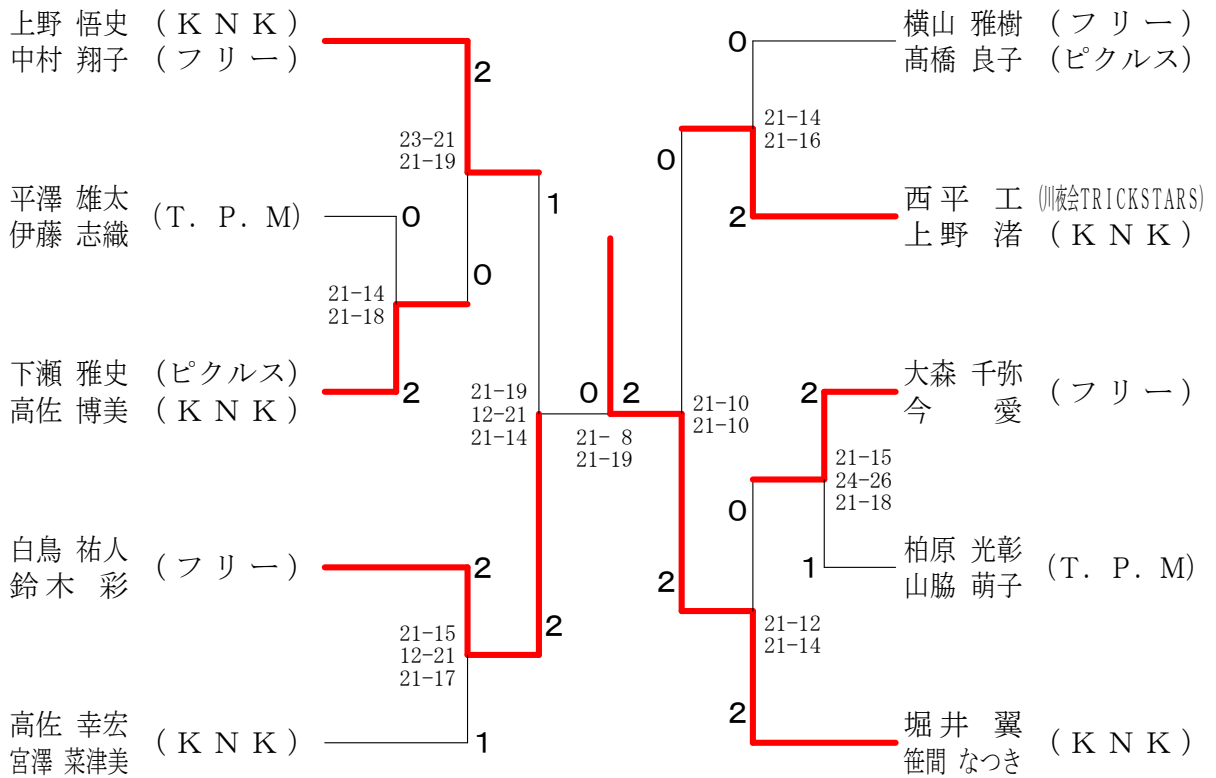 上野 悟史 (ＫＮＫ)
中村 翔子 (フリー)
2
23-21
21-19
平澤 雄太
伊藤 志織
(Ｔ．Ｐ．Ｍ)
0
0
1
21-14
21-18
下瀬 雅史 (ピクルス)
高佐 博美 (ＫＮＫ)
2
21-19
12-21
21-14
0
2
21- 8
21-19
白鳥 祐人
鈴木 彩
(フリー)
2
21-15
12-21
21-17
2
高佐 幸宏
宮澤 菜津美
(ＫＮＫ)
1
横山 雅樹 (フリー)
髙橋 良子 (ピクルス)
0
21-14
21-16
0
西平 工 (川夜会TRICKSTARS)
上野 渚 (ＫＮＫ)
2
大森 千弥
今 愛
(フリー)
2
21-10
21-10
21-15
24-26
21-18
0
柏原 光彰
山脇 萌子
(Ｔ．Ｐ．Ｍ)
1
2
21-12
21-14
堀井 翼
笹間 なつき
(ＫＮＫ)
2